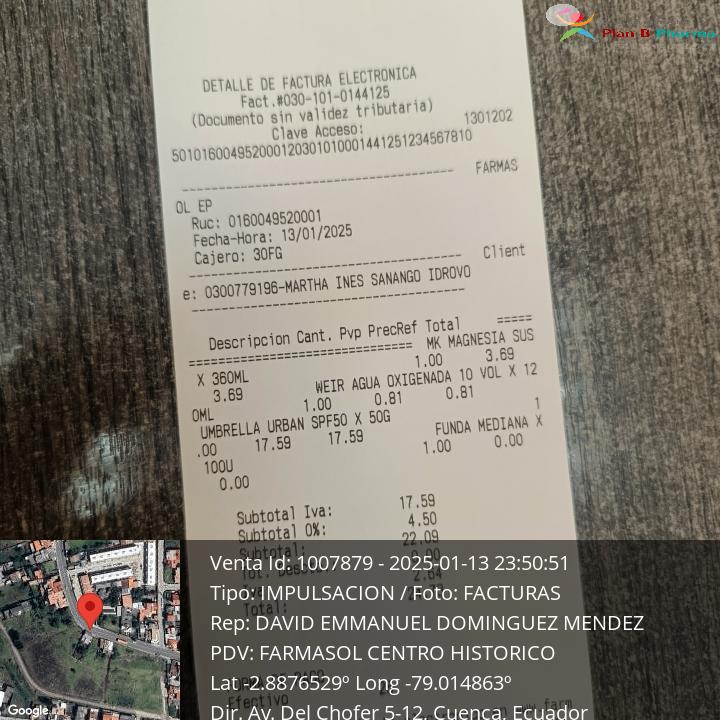 Plan B Pharma
DETALLE DE FACTURA ELECTRONICA
Fact.#030-101-0144125
(Documento sin validez tributaria)
Clave Acceso:
1301202
501016004952000120301010001441251234567810
FARMAS
OL EP
Ruc: 0160049520001
Fecha-Hora: 13/01/2025
Cajero: 30FG
Client
e: 0300779196-MARTHA INES SANANGO IDROVO
Descripcion Cant. Pvp PrecRef Total
=====
MK MAGNESIA SUS
X 360ML 1.00 3.69
3.69 WEIR AGUA OXIGENADA 10 VOL X 12
OML 1.00 0.81 0.81
UMBRELLA URBAN SPF50 X 50G 1
.00 17.59 17.59 FUNDA MEDIANA X
100U 1.00 0.00
0.00
Subtotal Iva: 17.59
Subtotal 0%: 4.50
Subtotal: 22.09
0.00
2.64
Total:
Efectivo
Venta Id: 1007879 - 2025-01-13 23:50:51
Tipo: IMPULSACION / Foto: FACTURAS
Rep: DAVID EMMANUEL DOMINGUEZ MENDEZ
PDV: FARMASOL CENTRO HISTORICO
Lat -2.8876529º Long -79.014863º
Dir. Av. Del Chofer 5-12, Cuenca, Ecuador
Google